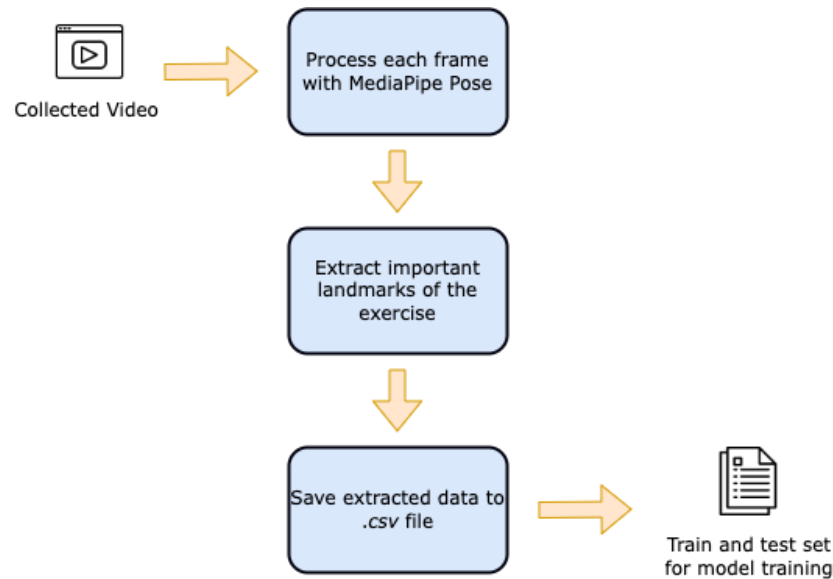 Process each frame
with MediaPipe Pose
Collected Video
Extract important
landmarks of the
exercise
Save extracted data to
.csv file
Train and test set
for model training